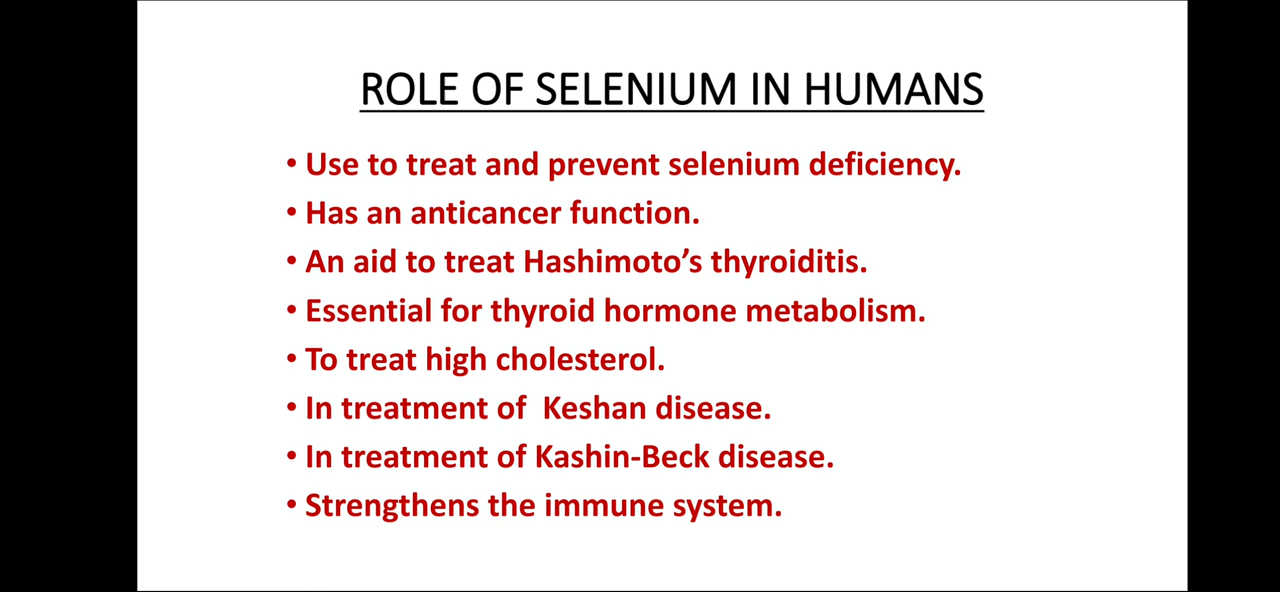 ROLE OF SELENIUM IN HUMANS
• Use to treat and prevent selenium deficiency.
• Has an anticancer function.
• An aid to treat Hashimoto’s thyroiditis.
• Essential for thyroid hormone metabolism.
• To treat high cholesterol.
• In treatment of  Keshan disease.
• In treatment of Kashin-Beck disease.
• Strengthens the immune system.